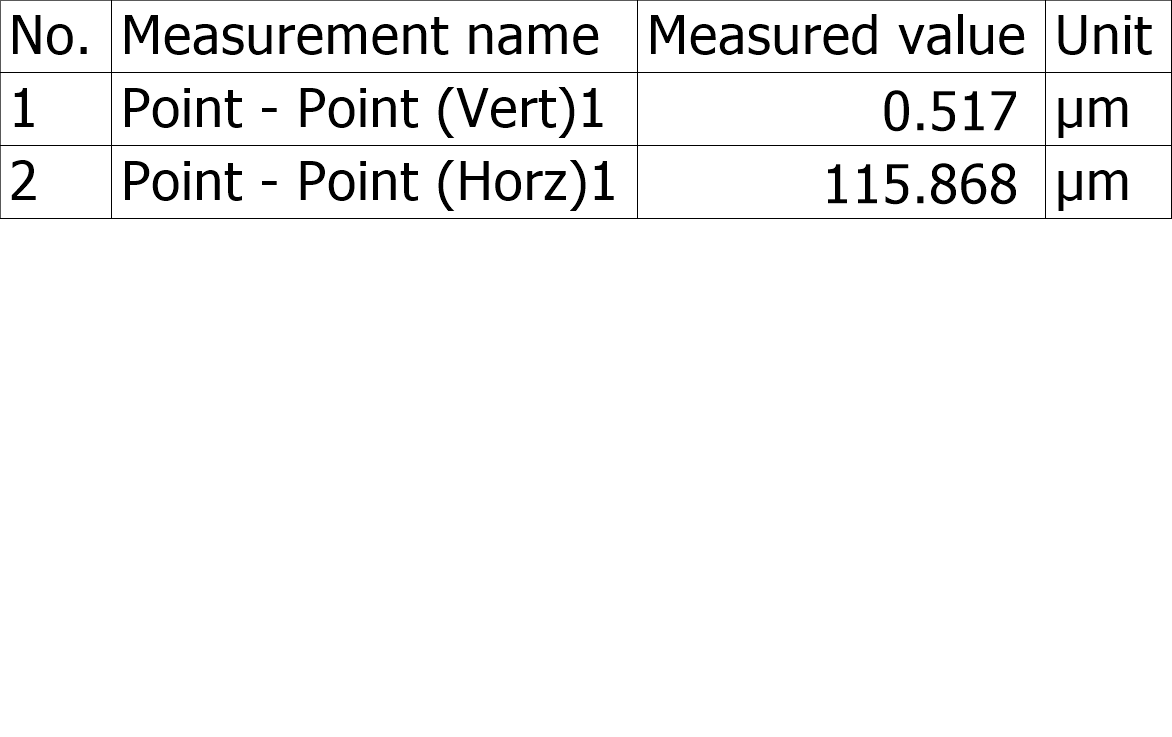 No. Measurement name Measured value Unit
1 Point - Point (Vert)1 0.517 µm
2 Point - Point (Horz)1 115.868 µm